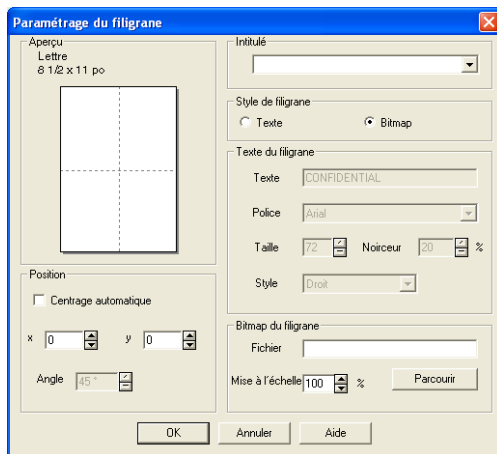 Paramétrage du filigrane
Aperçu
Lettre
8 1/2 x 11 po
Intitulé
Style de filigrane
Texte Bitmap
Texte du filigrane
Texte CONFIDENTIAL
Police Arial
Taille 72 Noirceur 20 %
Style Droit
Position
Centrage automatique
x 0 y 0
Angle 45 °
Bitmap du filigrane
Fichier
Mise à l'échelle 100 % Parcourir
OK Annuler Aide